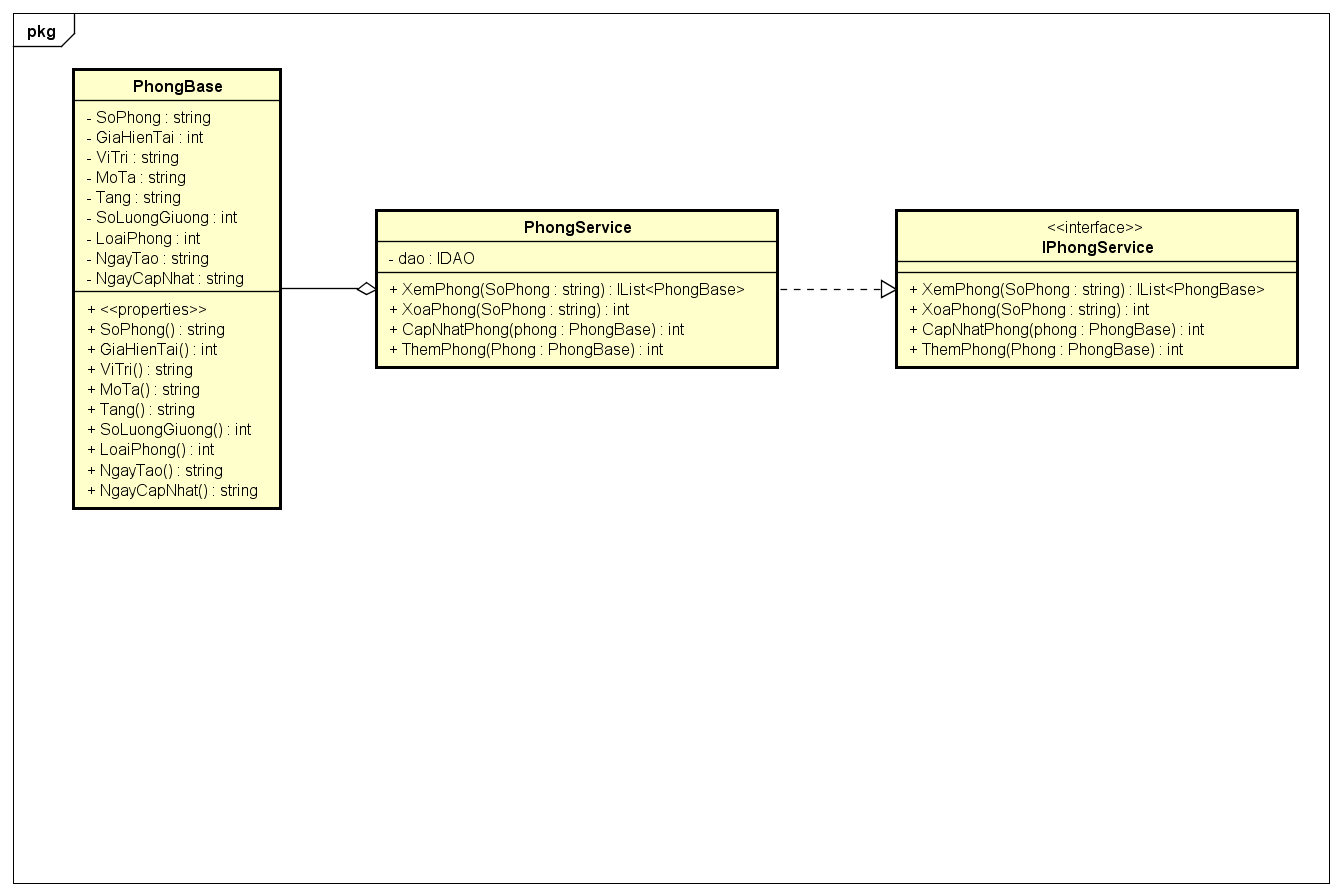 pkg
PhongBase
- SoPhong : string
- GiaHienTai : int
- ViTri : string
- MoTa : string
- Tang : string
- SoLuongGiuong : int
- LoaiPhong : int
- NgayTao : string
- NgayCapNhat : string
+ <<properties>>
+ SoPhong() : string
+ GiaHienTai() : int
+ ViTri() : string
+ MoTa() : string
+ Tang() : string
+ SoLuongGiuong() : int
+ LoaiPhong() : int
+ NgayTao() : string
+ NgayCapNhat() : string
PhongService
- dao : IDAO
+ XemPhong(SoPhong : string) : IList<PhongBase>
+ XoaPhong(SoPhong : string) : int
+ CapNhatPhong(phong : PhongBase) : int
+ ThemPhong(Phong : PhongBase) : int
<<interface>>
IPhongService
+ XemPhong(SoPhong : string) : IList<PhongBase>
+ XoaPhong(SoPhong : string) : int
+ CapNhatPhong(phong : PhongBase) : int
+ ThemPhong(Phong : PhongBase) : int